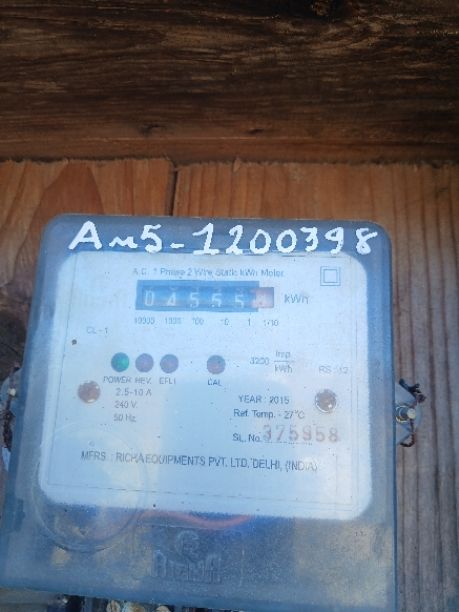 Am5-1200398
A.C. 1 Phase 2 Wire Static kWh Meter
04555 kWh
10000 1000 100 10 1 1/10
CL-1
3200 Imp./kWh
POWER REV. EFL1 CAL
2.5-10 A
240 V.
50 Hz
YEAR : 2015
Ref. Temp. - 27°C
SL. No. 375958
MFRS. : RICHA EQUIPMENTS PVT. LTD, DELHI, (INDIA)
RICHA